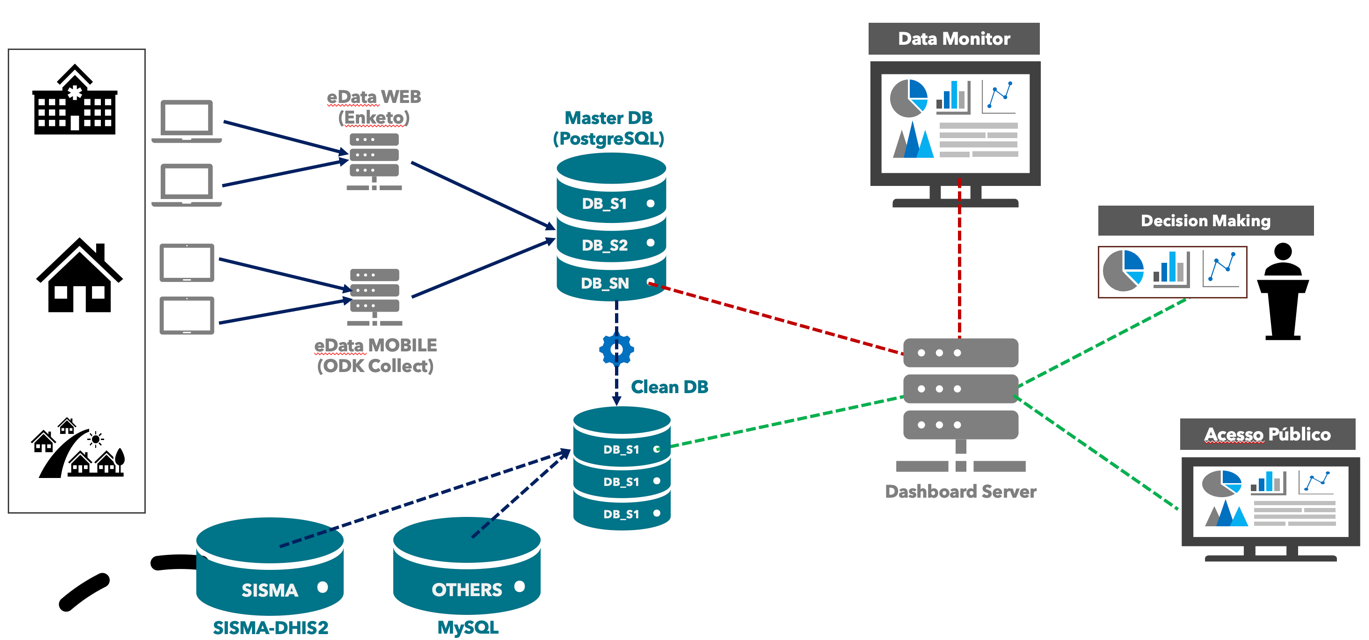 Data Monitor
eData WEB
(Enketo)
Master DB
(PostgreSQL)
DB_S1
DB_S2
DB_SN
Decision Making
eData MOBILE
(ODK Collect)
Clean DB
DB_S1
DB_S1
DB_S1
Acesso Público
Dashboard Server
SISMA
OTHERS
SISMA-DHIS2
MySQL